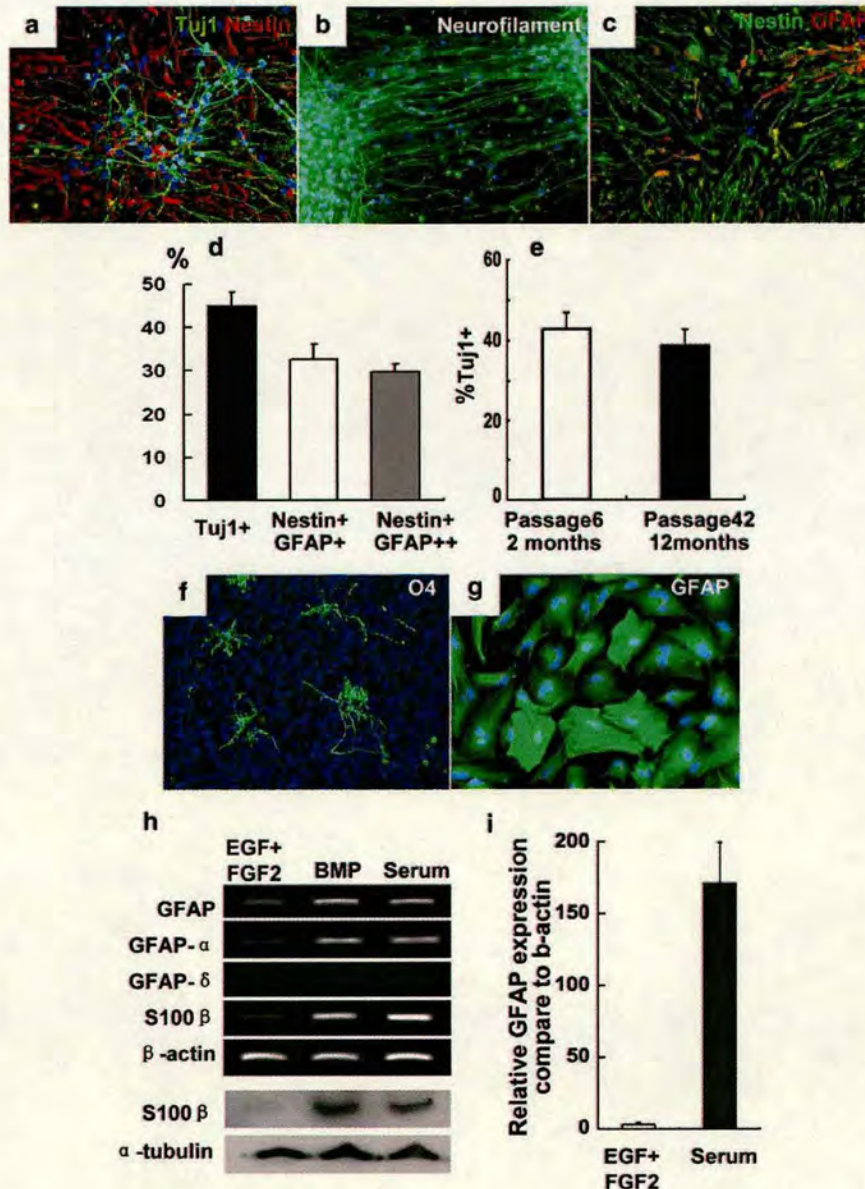 a
Tuj1 Nestin
b
Neurofilament
c
Nestin GFAP
d
%
50
40
30
20
10
0
Tuj1+
Nestin+
GFAP+
Nestin+
GFAP++
e
%Tuj1+
60
40
20
0
Passage6
2 months
Passage42
12months
f
O4
g
GFAP
h
EGF+
FGF2
BMP
Serum
GFAP
GFAP-α
GFAP-δ
S100 β
β-actin
S100 β
α-tubulin
i
Relative GFAP expression
compare to b-actin
200
150
100
50
0
EGF+
FGF2
Serum